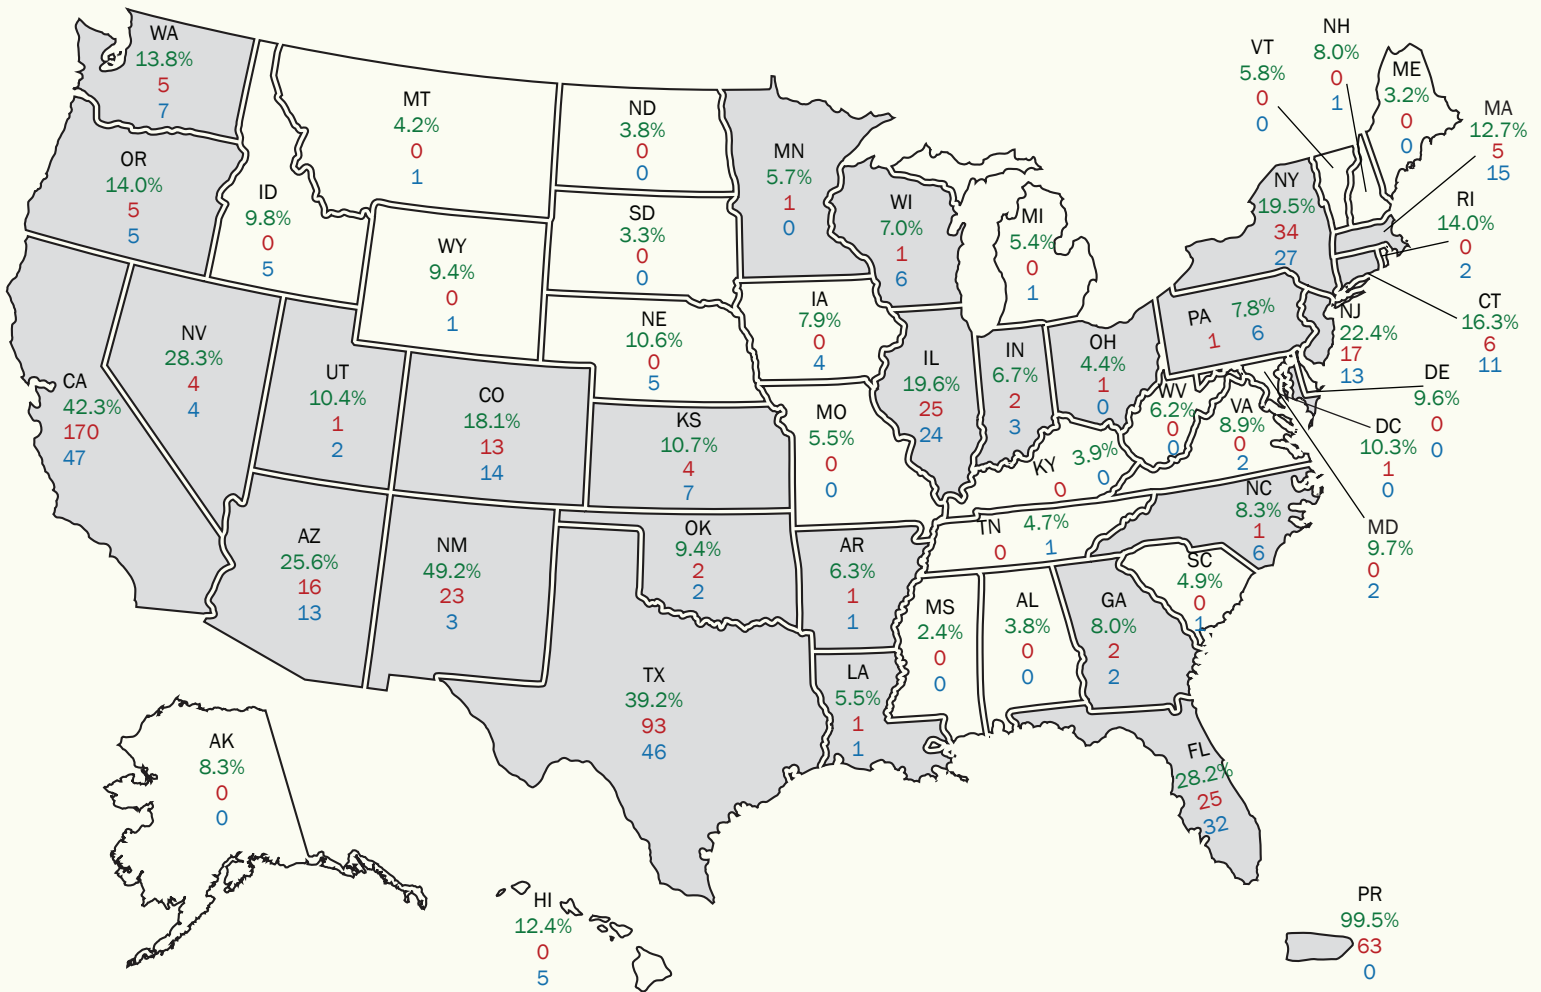 WA
13.8%
5
7
OR
14.0%
5
5
CA
42.3%
170
47
NV
28.3%
4
4
ID
9.8%
0
5
MT
4.2%
0
1
WY
9.4%
0
1
UT
10.4%
1
2
CO
18.1%
13
14
AZ
25.6%
16
13
NM
49.2%
23
3
ND
3.8%
0
0
SD
3.3%
0
0
NE
10.6%
0
5
KS
10.7%
4
7
OK
9.4%
2
2
TX
39.2%
93
46
MN
5.7%
1
0
IA
7.9%
0
4
MO
5.5%
0
0
AR
6.3%
1
1
LA
5.5%
1
1
WI
7.0%
1
6
IL
19.6%
25
24
MI
5.4%
0
1
IN
6.7%
2
3
OH
4.4%
1
0
KY 3.9%
0 0
TN 4.7%
0 1
MS
2.4%
0
0
AL
3.8%
0
0
GA
8.0%
2
2
FL
28.2%
25
32
SC
4.9%
0
1
NC
8.3%
1
6
VA
8.9%
0
2
WV
6.2%
0
0
PA 7.8%
1 6
NY
19.5%
34
27
VT
5.8%
0
0
NH
8.0%
0
1
ME
3.2%
0
0
MA
12.7%
5
15
RI
14.0%
0
2
CT
16.3%
6
11
NJ
22.4%
17
13
DE
9.6%
0
0
DC
10.3%
1
0
MD
9.7%
0
2
AK
8.3%
0
0
HI
12.4%
0
5
PR
99.5%
63
0